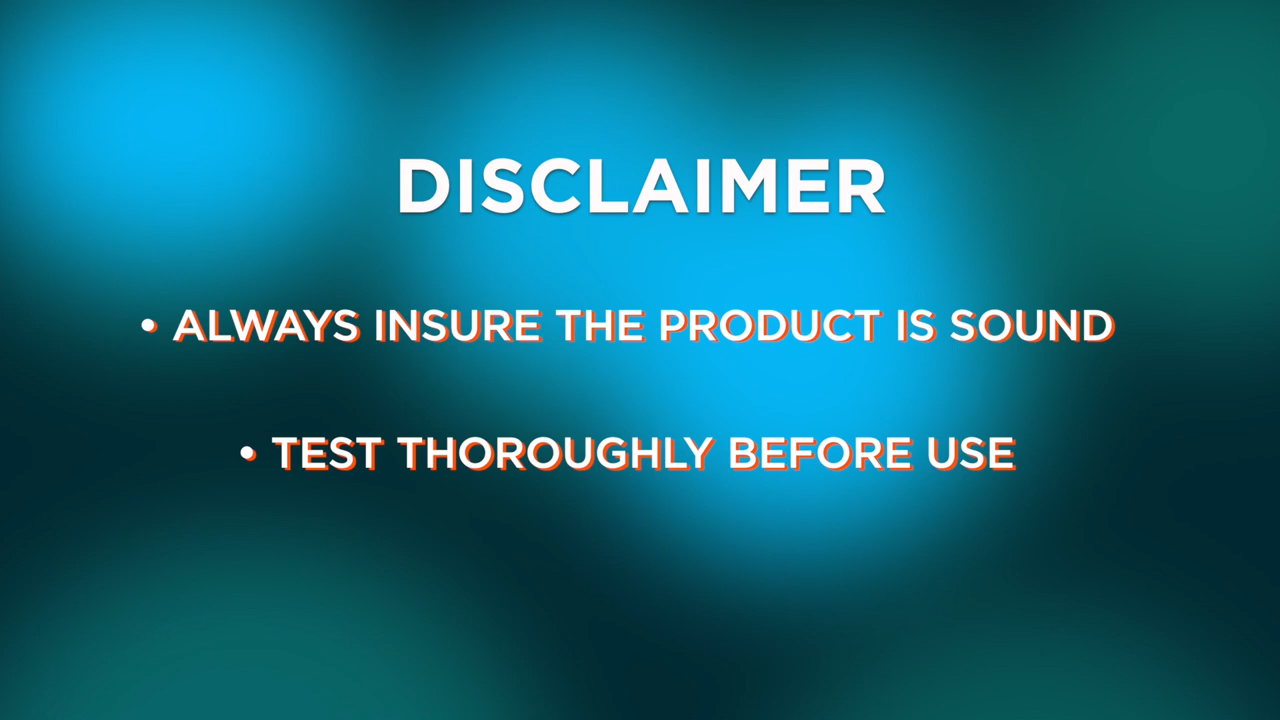 DISCLAIMER
• ALWAYS INSURE THE PRODUCT IS SOUND
• TEST THOROUGHLY BEFORE USE